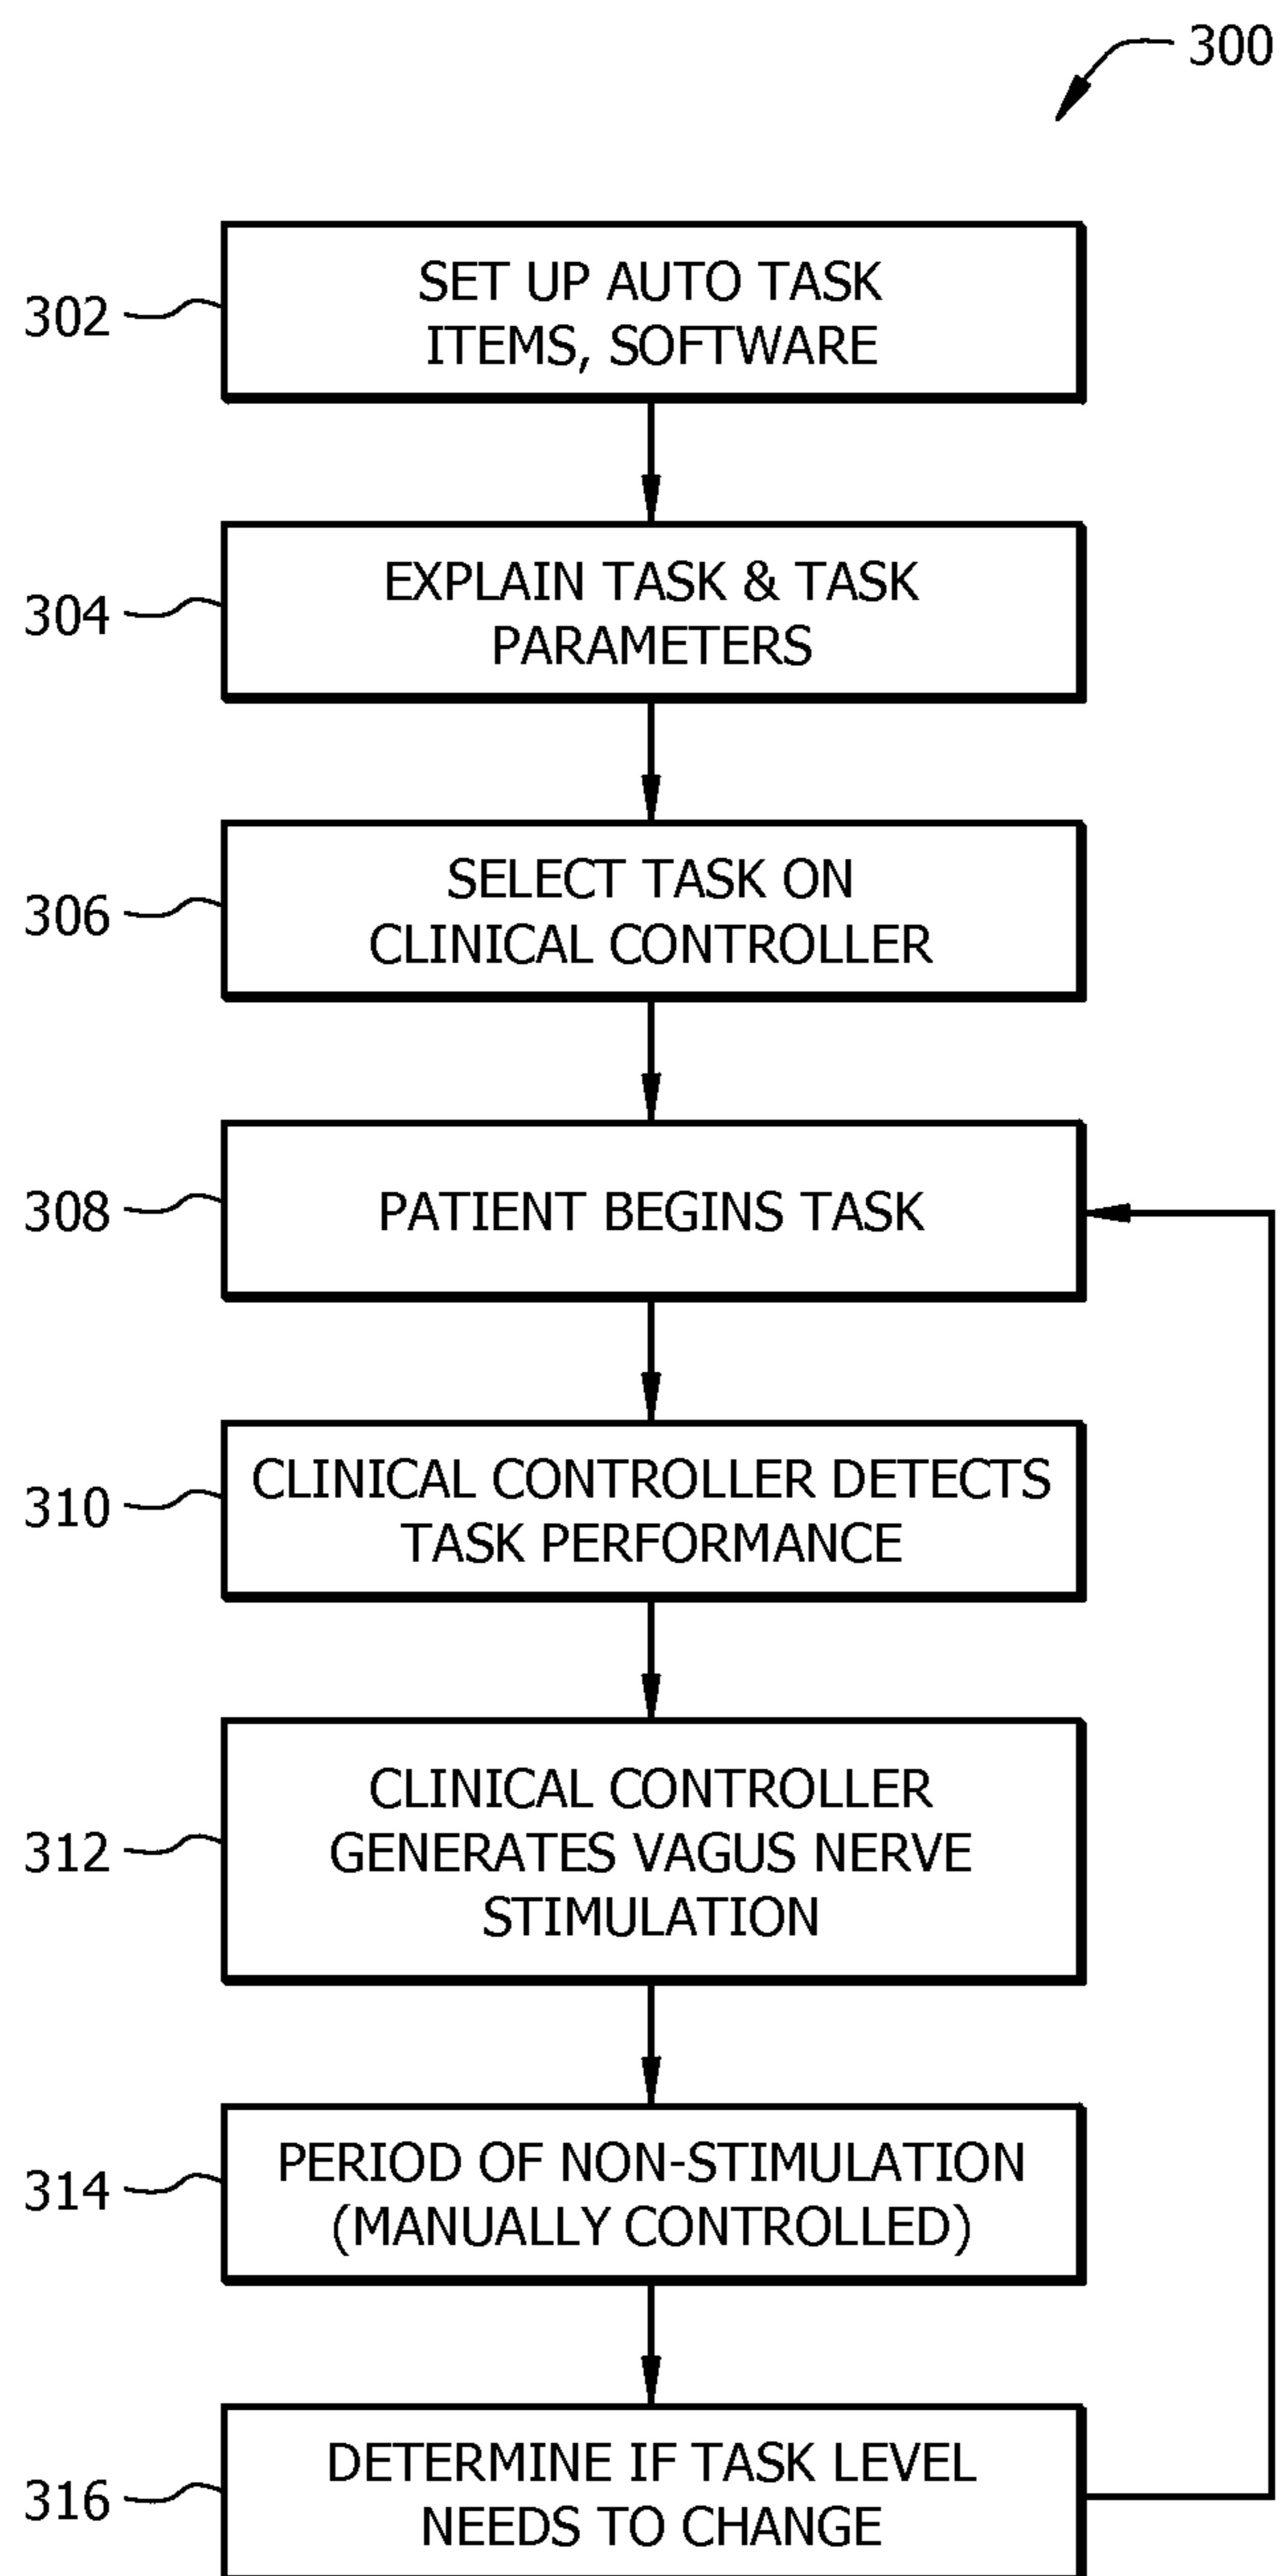 300
302
SET UP AUTO TASK
ITEMS, SOFTWARE
304
EXPLAIN TASK & TASK
PARAMETERS
306
SELECT TASK ON
CLINICAL CONTROLLER
308
PATIENT BEGINS TASK
310
CLINICAL CONTROLLER DETECTS
TASK PERFORMANCE
312
CLINICAL CONTROLLER
GENERATES VAGUS NERVE
STIMULATION
314
PERIOD OF NON-STIMULATION
(MANUALLY CONTROLLED)
316
DETERMINE IF TASK LEVEL
NEEDS TO CHANGE